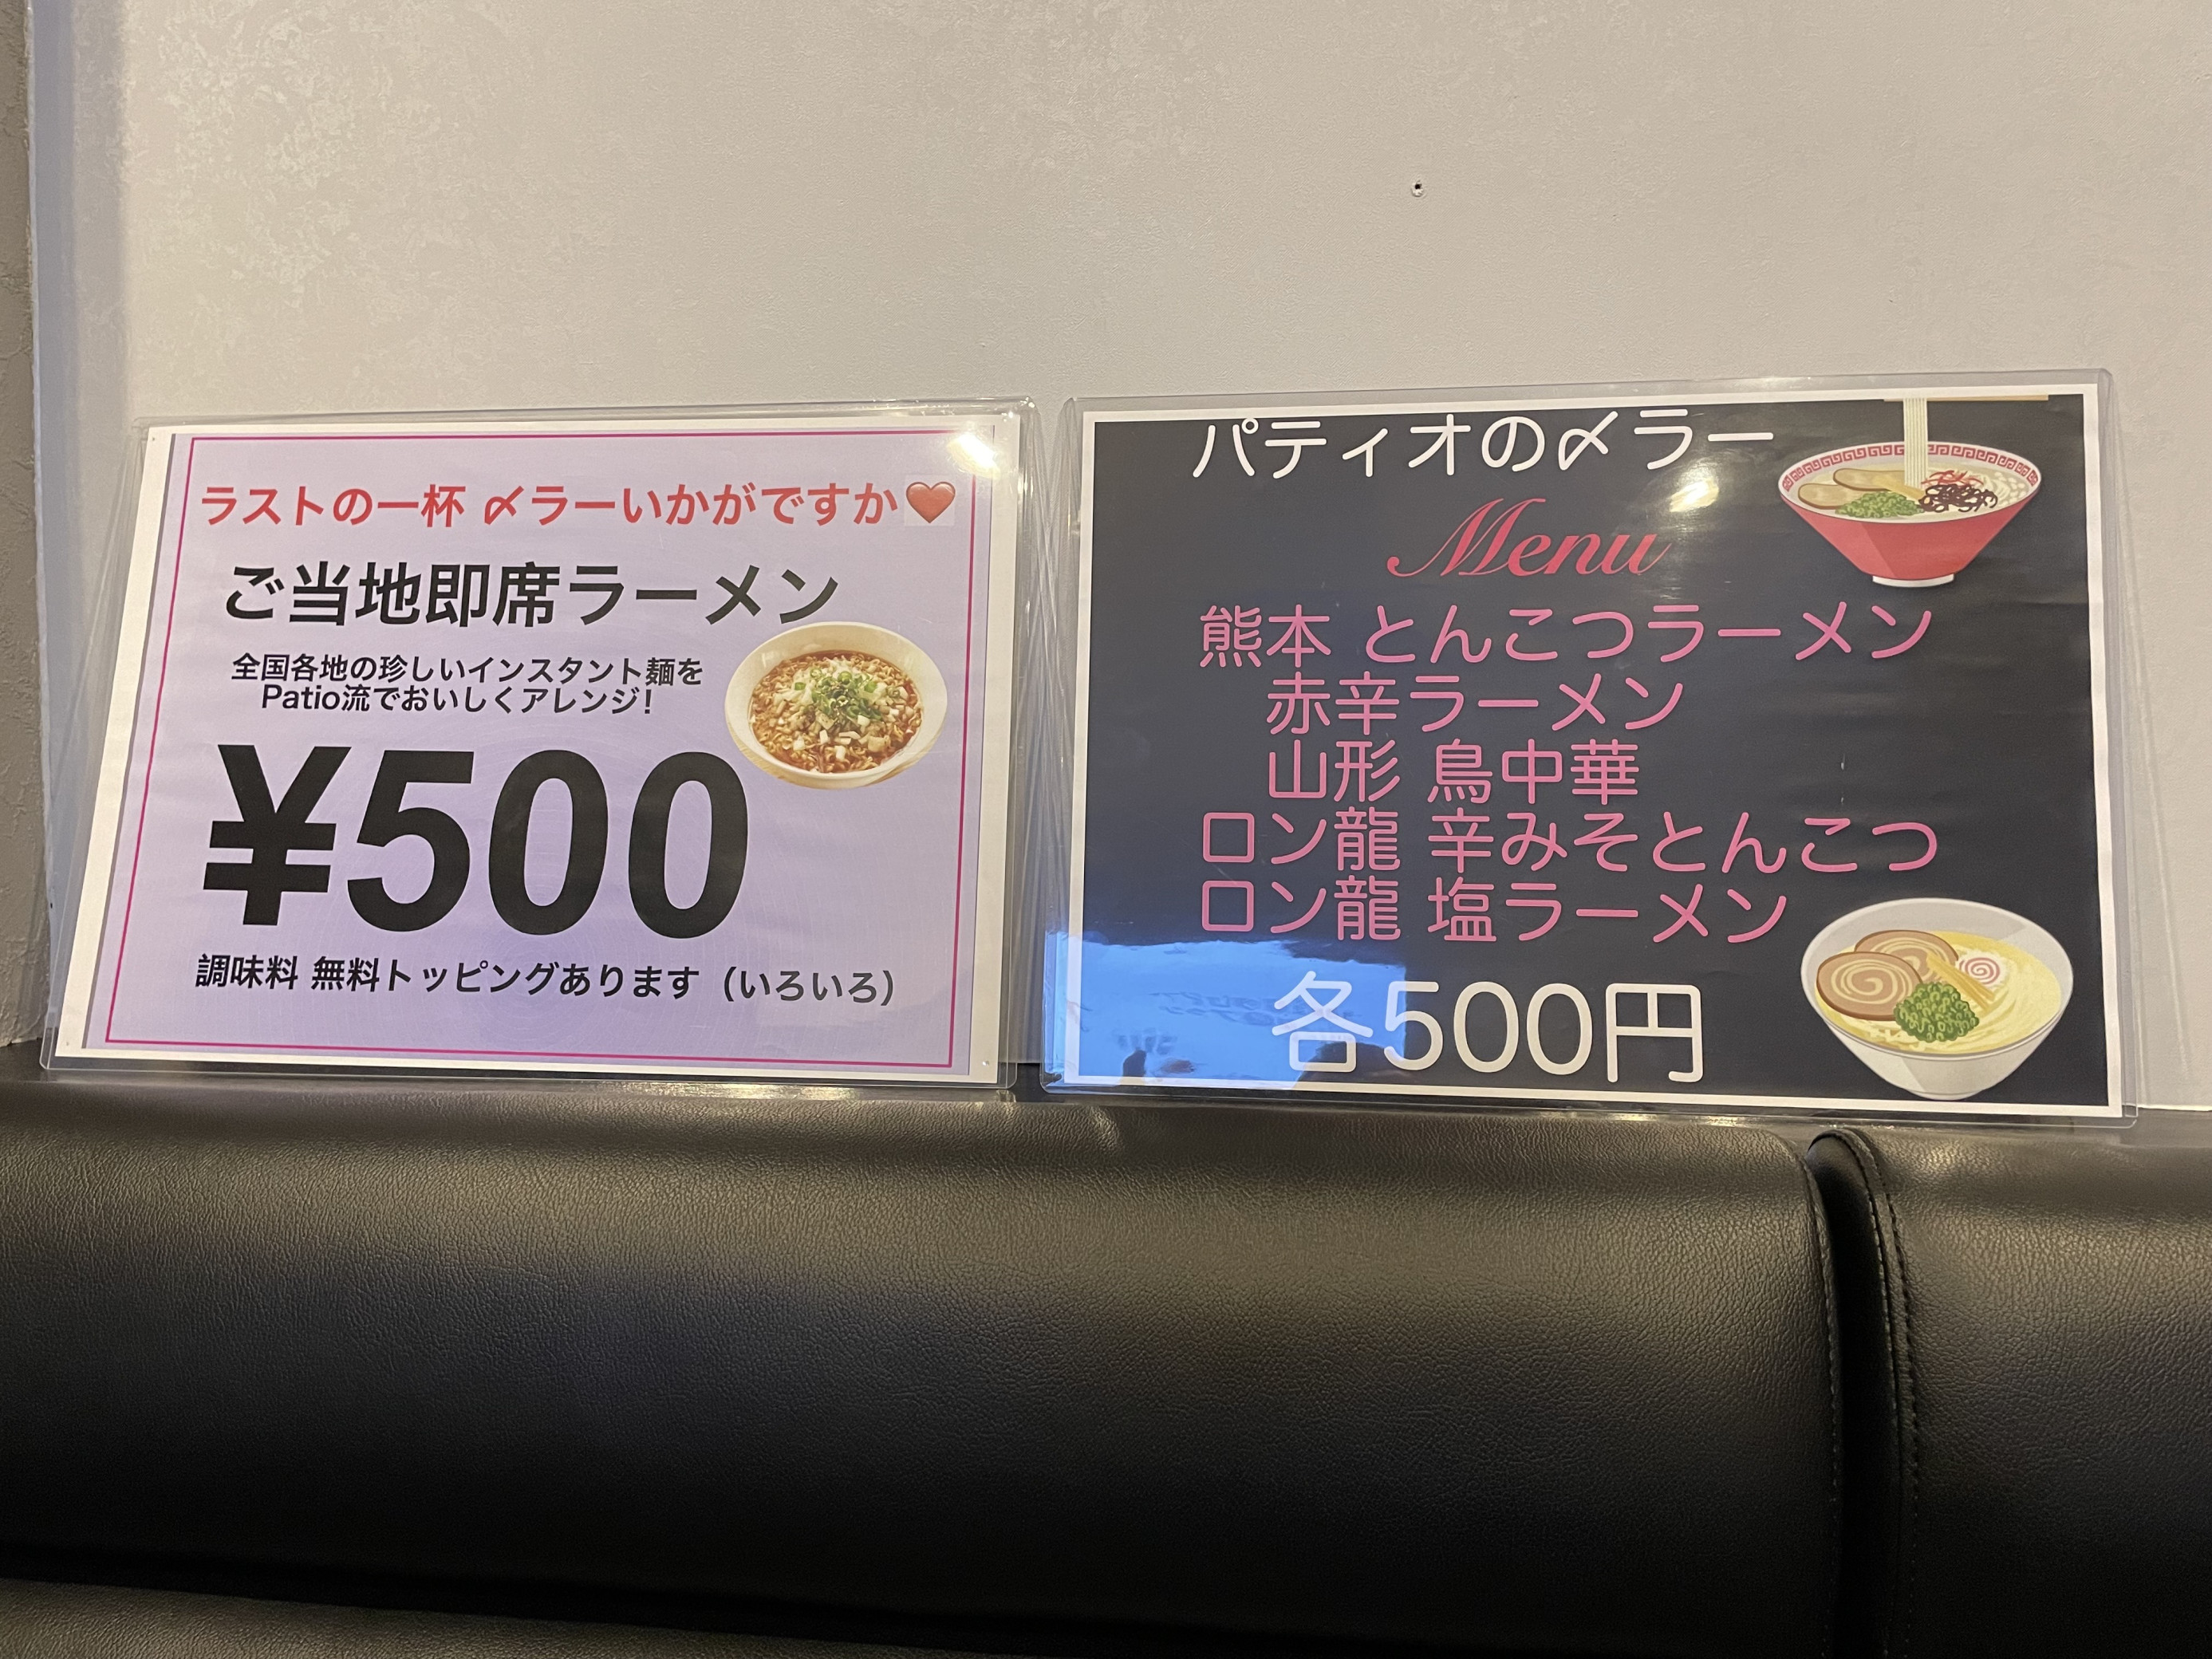 ラストの一杯 〆ラーいかがですか❤
ご当地即席ラーメン
全国各地の珍しいインスタント麺を
Patio流でおいしくアレンジ！
¥500
調味料 無料トッピングあります（いろいろ）
パティオの〆ラー
Menu
熊本 とんこつラーメン
赤辛ラーメン
山形 鳥中華
ロン龍 辛みそとんこつ
ロン龍 塩ラーメン
各500円